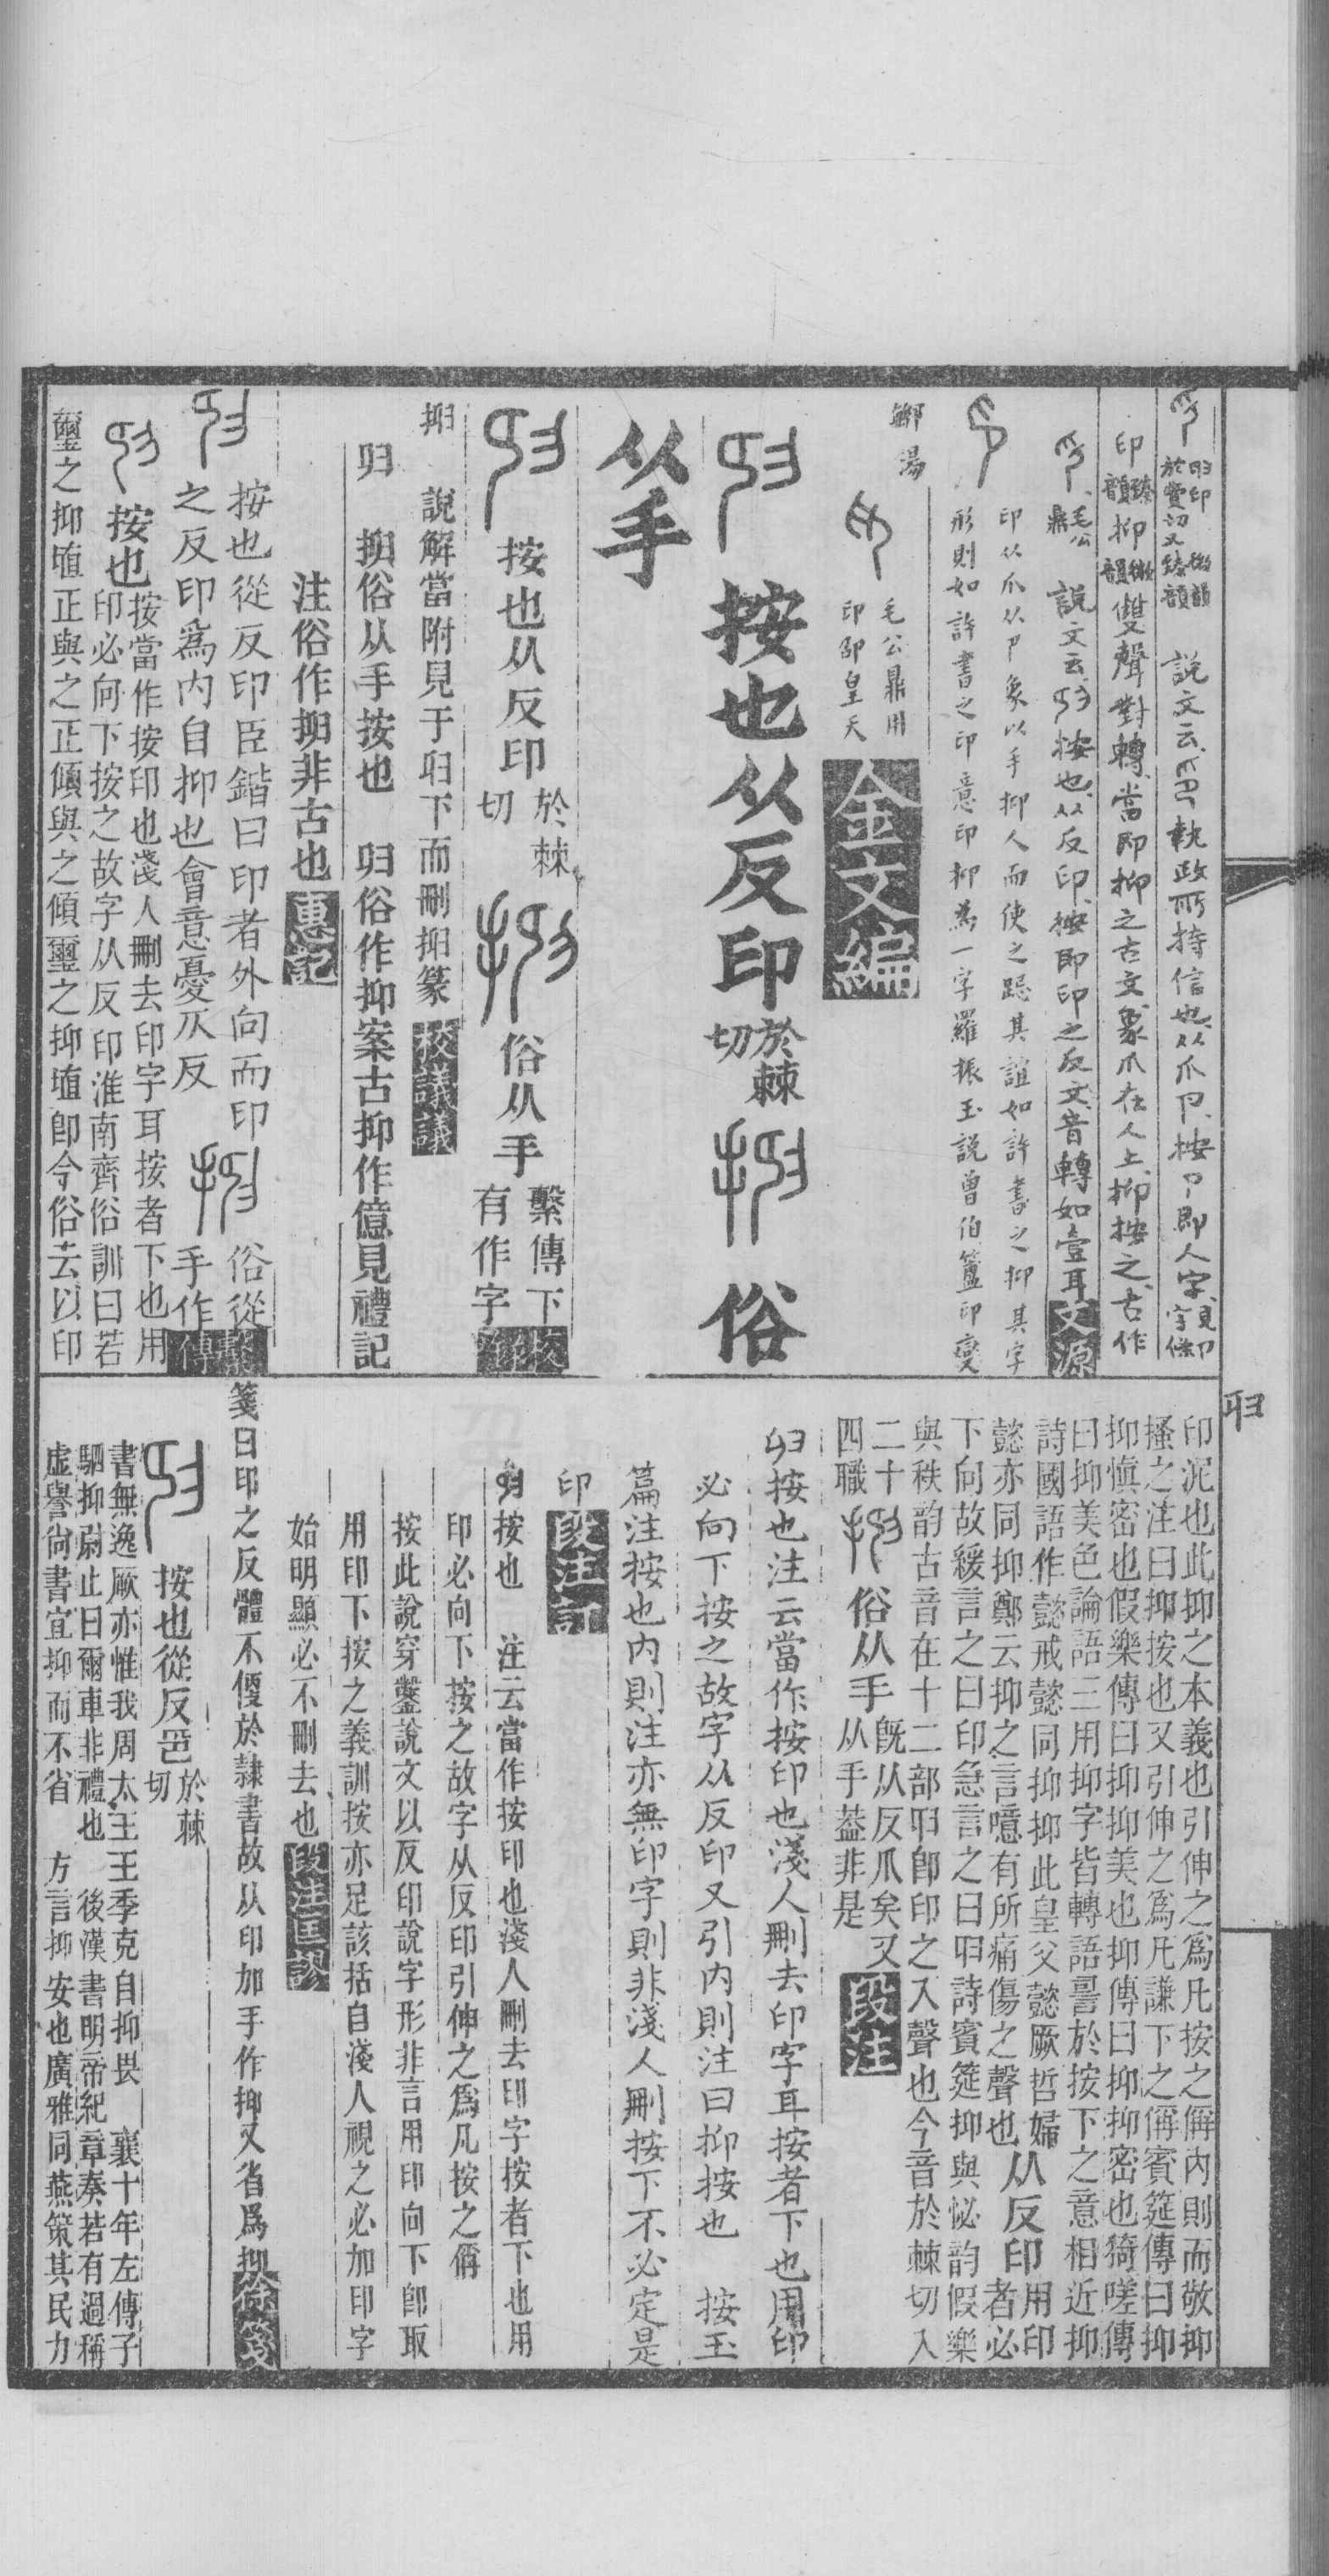 說文云執政所持信也从爪卪按卪即人字見卩字條
印臻韻抑微韻雙聲對轉當即抑之古文象爪在人上抑按之古作
毛公鼎說文云按也从反印按即印之反文音轉如壹耳文源
印从爪从卪象以手抑人而使之跽其誼如許書之抑其字
形則如許書之印意印抑為一字羅振玉說曾伯簠印燮
鄉湯
毛公鼎用
印卲皇天
金文編
按也从反印於棘切俗
从手
按也从反印於棘切俗从手繫傳下有作字
抑說解當附見于𠨍下而刪抑篆校議議
归抑俗从手按也归俗作抑案古抑作億見禮記
注俗作抑非古也惠記
按也從反印臣鍇曰印者外向而印俗從
之反印爲內自抑也會意憂仄反手作繫傳
按也按當作按印也淺人刪去印字耳按者下也用
印必向下按之故字从反印淮南齊俗訓曰若
璽之抑埴正與之正傾與之傾璽之抑埴卽今俗云以印
印泥也此抑之本義也引伸之爲凡按之偁內則而敬抑
搔之注曰抑按也又引伸之爲凡謙下之偁賓筵傳曰抑
抑慎密也假樂傳曰抑抑美也抑傳曰抑抑密也猗嗟傳
曰抑美色論語三用抑字皆轉語䛐於按下之意相近抑
詩國語作懿戒懿同抑抑此皇父懿厥哲婦从反印用印
懿亦同抑鄭云抑之言噫有所痛傷之聲也者必
下向故緩言之曰印急言之曰𠨍詩賓筵抑與怭韵假樂
與秩韵古音在十二部𠨍卽印之入聲也今音於棘切入
二十四職俗从手既从反爪矣又从手葢非是段注
按也注云當作按印也淺人刪去印字耳按者下也用印
必向下按之故字从反印又引內則注曰抑按也按玉
篇注按也內則注亦無印字則非淺人刪按下不必定是
印段注訂
按也注云當作按印也淺人刪去印字按者下也用
印必向下按之故字从反印引伸之爲凡按之偁
按此說穿鑿說文以反印說字形非言用印向下卽取
用印下按之義訓按亦足該括自淺人視之必加印字
始明顯必不刪去也段注匡謬
箋曰印之反體不便於隸書故从印加手作抑又省爲抑徐箋
按也從反㔾於棘切
書無逸厥亦惟我周太王王季克自抑畏襄十年左傳子
駟抑尉止曰爾車非禮也後漢書明帝紀章奏若有過稱
虛譽尚書宜抑而不省方言抑安也廣雅同燕策其民力
𠨍